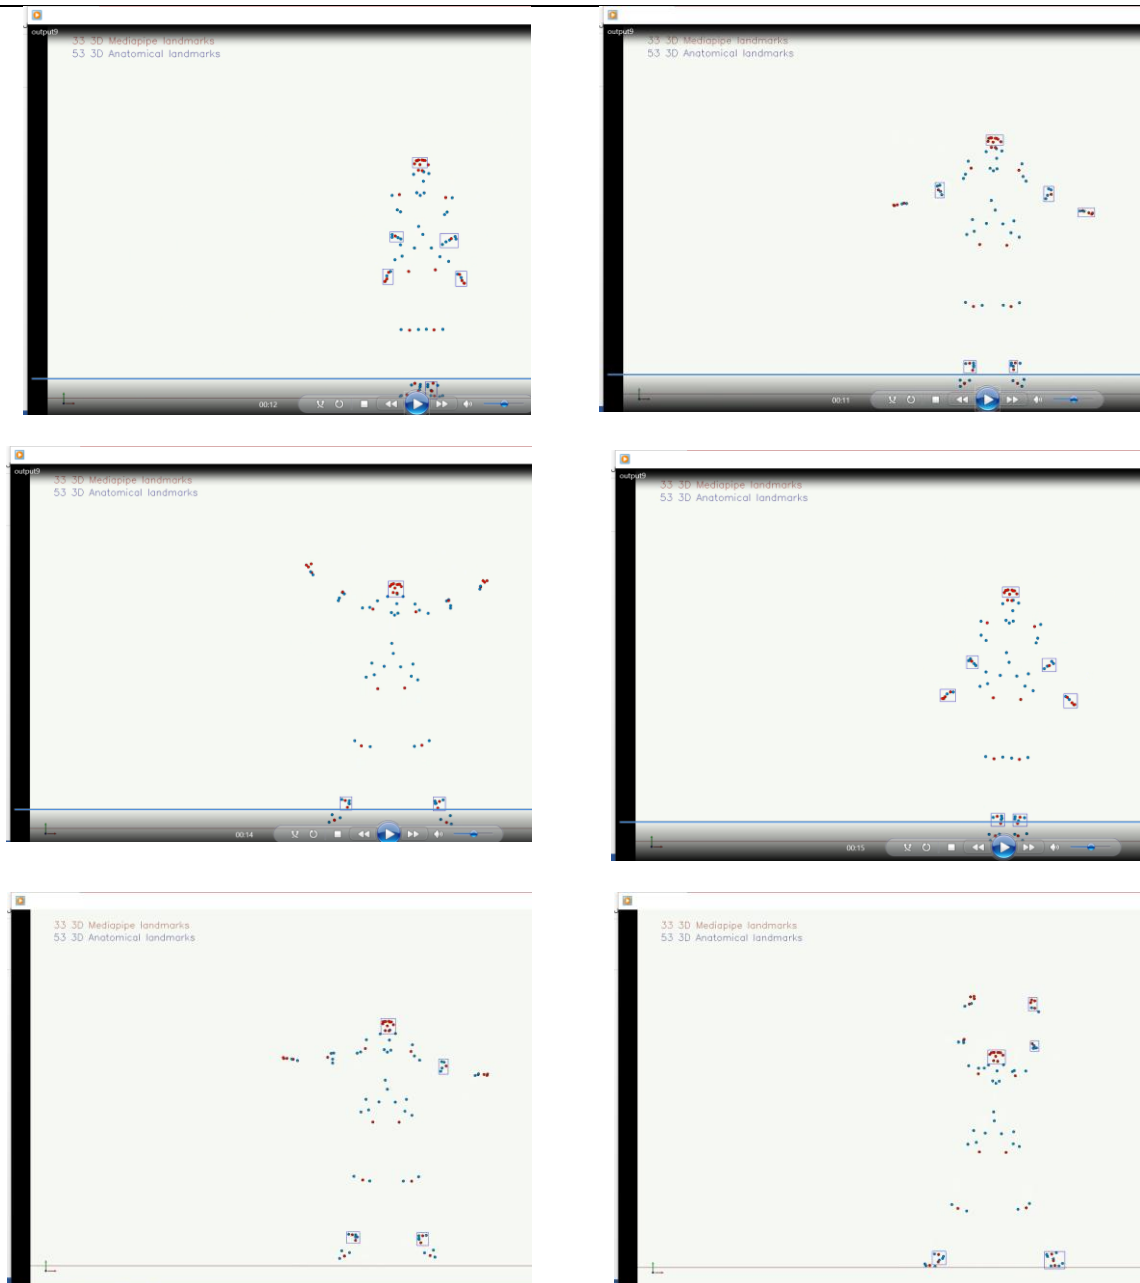 output9
33 3D Mediapipe landmarks
53 3D Anatomical landmarks
00:12
output9
33 3D Mediapipe landmarks
53 3D Anatomical landmarks
00:11
output9
33 3D Mediapipe landmarks
53 3D Anatomical landmarks
00:14
output9
33 3D Mediapipe landmarks
53 3D Anatomical landmarks
00:15
33 3D Mediapipe landmarks
53 3D Anatomical landmarks
33 3D Mediapipe landmarks
53 3D Anatomical landmarks